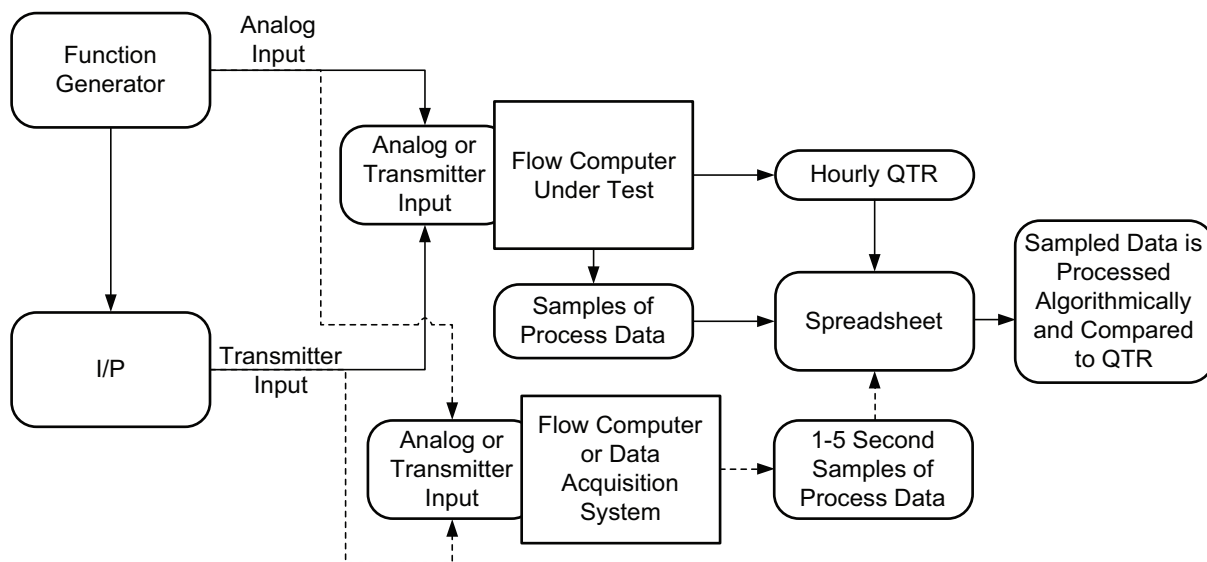 Function
Generator
Analog
Input
Analog or
Transmitter
Input
Flow Computer
Under Test
Hourly QTR
Samples of
Process Data
Spreadsheet
Sampled Data is
Processed
Algorithmically
and Compared
to QTR
I/P
Transmitter
Input
Analog or
Transmitter
Input
Flow Computer
or Data
Acquisition
System
1-5 Second
Samples of
Process Data